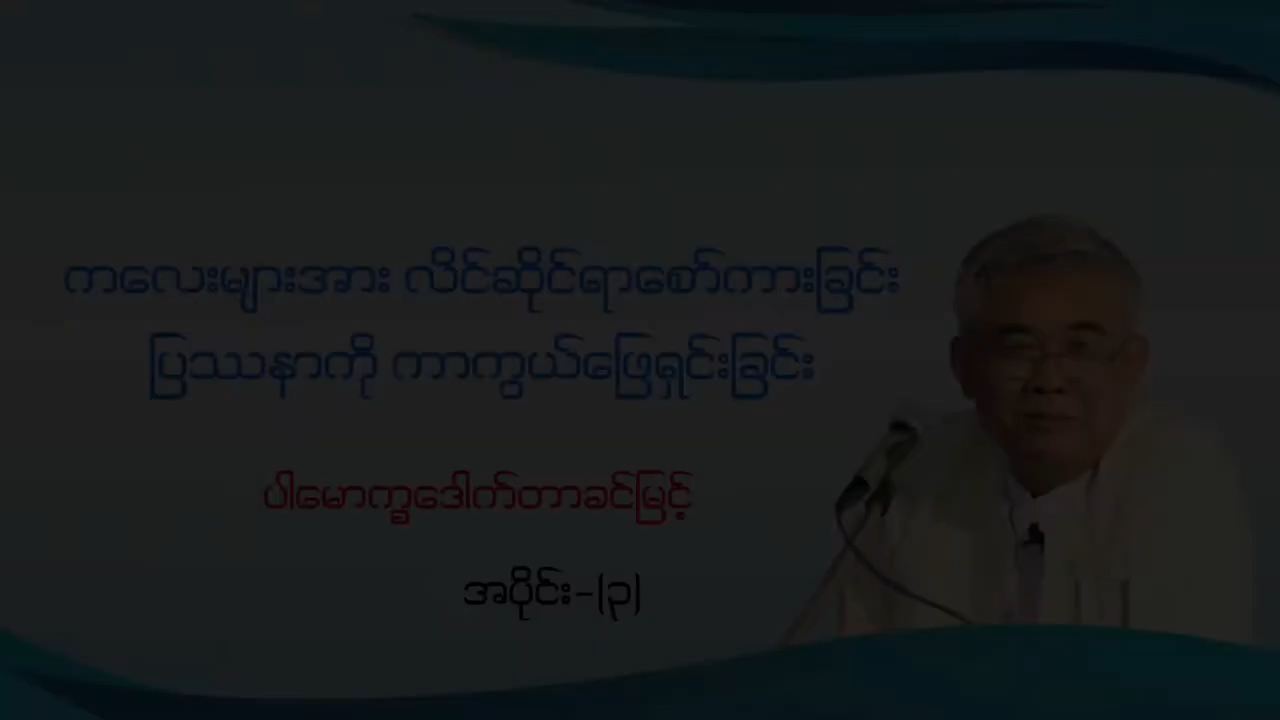 ကလေးများအား လိင်ဆိုင်ရာစော်ကားခြင်း
ပြဿနာကို ကာကွယ်ဖြေရှင်းခြင်း
ပါမောက္ခဒေါက်တာခင်မြင့်
အပိုင်း-(၃)